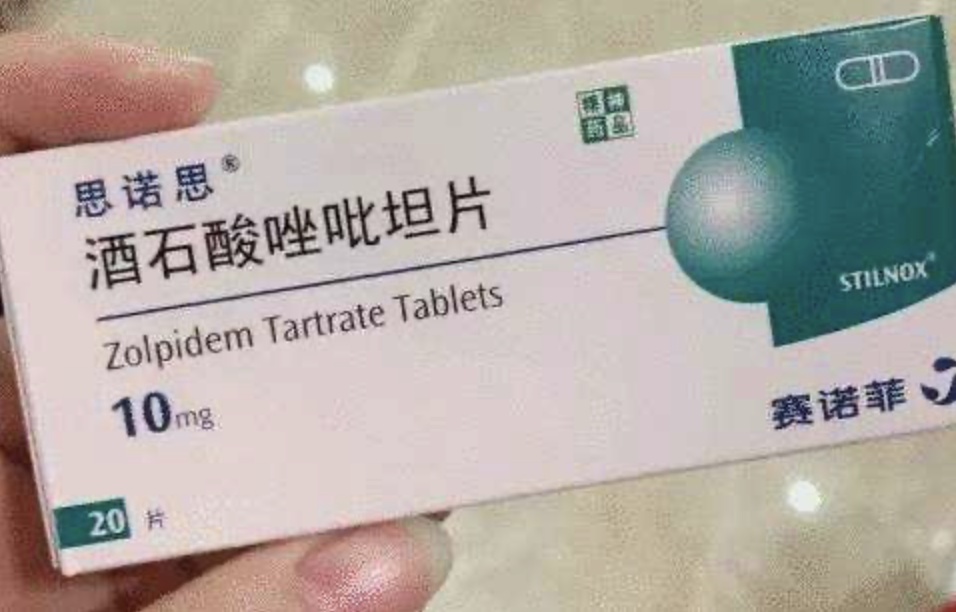 精神
药品
思诺思®
酒石酸唑吡坦片
Zolpidem Tartrate Tablets
10mg
20 片
STILNOX®
赛诺菲